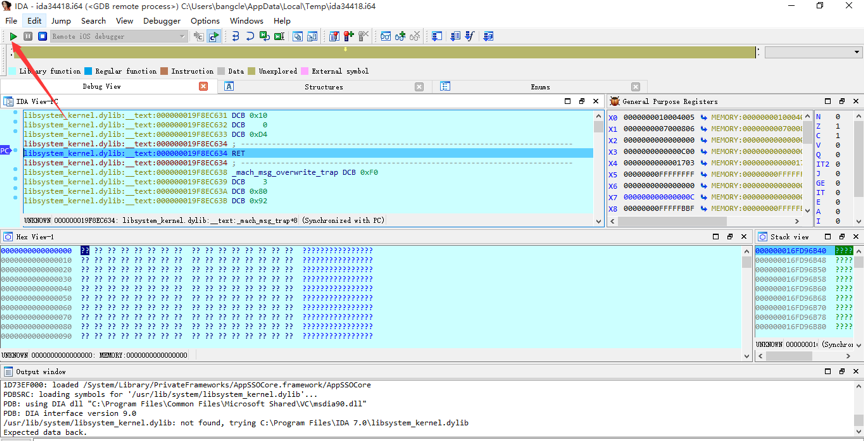 IDA - ida34418.i64 (<GDB remote process>) C:\Users\bangcle\AppData\Local\Temp\ida34418.i64
File Edit Jump Search View Debugger Options Windows Help
Remote iOS debugger
Library function Regular function Instruction Data Unexplored External symbol
Debug View Structures Enums
IDA View-PC
libsystem_kernel.dylib:__text:000000019F8EC631 DCB 0x10
libsystem_kernel.dylib:__text:000000019F8EC632 DCB 0
libsystem_kernel.dylib:__text:000000019F8EC633 DCB 0xD4
libsystem_kernel.dylib:__text:000000019F8EC634 ; ---------------------------------------------------------------------------
PC libsystem_kernel.dylib:__text:000000019F8EC634 RET
libsystem_kernel.dylib:__text:000000019F8EC634 ; ---------------------------------------------------------------------------
libsystem_kernel.dylib:__text:000000019F8EC638 _mach_msg_overwrite_trap DCB 0xF0
libsystem_kernel.dylib:__text:000000019F8EC639 DCB 3
libsystem_kernel.dylib:__text:000000019F8EC63A DCB 0x80
libsystem_kernel.dylib:__text:000000019F8EC63B DCB 0x92
UNKNOWN 000000019F8EC634: libsystem_kernel.dylib:__text:_mach_msg_trap+8 (Synchronized with PC)
General Purpose Registers
X0 0000000010004005 MEMORY:0000000010004
X1 0000000007000806 MEMORY:0000000007000
X2 0000000000000000 MEMORY:0000000000000
X3 0000000000000C00 MEMORY:0000000000000
X4 0000000000001703 MEMORY:0000000000001
X5 00000000FFFFFFFF MEMORY:00000000FFFFF
X6 0000000000000000 MEMORY:0000000000000
X7 000000000000000C MEMORY:0000000000000
X8 00000000FFFFFBBF MEMORY:00000000FFFFF
N 0
Z 1
C 1
V 0
Q 0
IT2 0
J 0
GE 0
IT 0
E 0
A 0
I 0
Hex View-1
0000000000000000 ?? ?? ?? ?? ?? ?? ?? ?? ?? ?? ?? ?? ?? ?? ?? ?? ????????????????
0000000000000010 ?? ?? ?? ?? ?? ?? ?? ?? ?? ?? ?? ?? ?? ?? ?? ?? ????????????????
0000000000000020 ?? ?? ?? ?? ?? ?? ?? ?? ?? ?? ?? ?? ?? ?? ?? ?? ????????????????
0000000000000030 ?? ?? ?? ?? ?? ?? ?? ?? ?? ?? ?? ?? ?? ?? ?? ?? ????????????????
0000000000000040 ?? ?? ?? ?? ?? ?? ?? ?? ?? ?? ?? ?? ?? ?? ?? ?? ????????????????
0000000000000050 ?? ?? ?? ?? ?? ?? ?? ?? ?? ?? ?? ?? ?? ?? ?? ?? ????????????????
0000000000000060 ?? ?? ?? ?? ?? ?? ?? ?? ?? ?? ?? ?? ?? ?? ?? ?? ????????????????
0000000000000070 ?? ?? ?? ?? ?? ?? ?? ?? ?? ?? ?? ?? ?? ?? ?? ?? ????????????????
0000000000000080 ?? ?? ?? ?? ?? ?? ?? ?? ?? ?? ?? ?? ?? ?? ?? ?? ????????????????
0000000000000090 ?? ?? ?? ?? ?? ?? ?? ?? ?? ?? ?? ?? ?? ?? ?? ?? ????????????????
UNKNOWN 0000000000000000: MEMORY:0000000000000000
Stack view
000000016FD96B40 ????
000000016FD96B48 ????
000000016FD96B50 ????
000000016FD96B58 ????
000000016FD96B60 ????
000000016FD96B68 ????
000000016FD96B70 ????
000000016FD96B78 ????
000000016FD96B80 ????
Output window
1D73EF000: loaded /System/Library/PrivateFrameworks/AppSSOCore.framework/AppSSOCore
PDBSRC: loading symbols for '/usr/lib/system/libsystem_kernel.dylib'...
PDB: using DIA dll "C:\Program Files\Common Files\Microsoft Shared\VC\msdia90.dll"
PDB: DIA interface version 9.0
/usr/lib/system/libsystem_kernel.dylib: not found, trying C:\Program Files\IDA 7.0\libsystem_kernel.dylib
Expected data back.